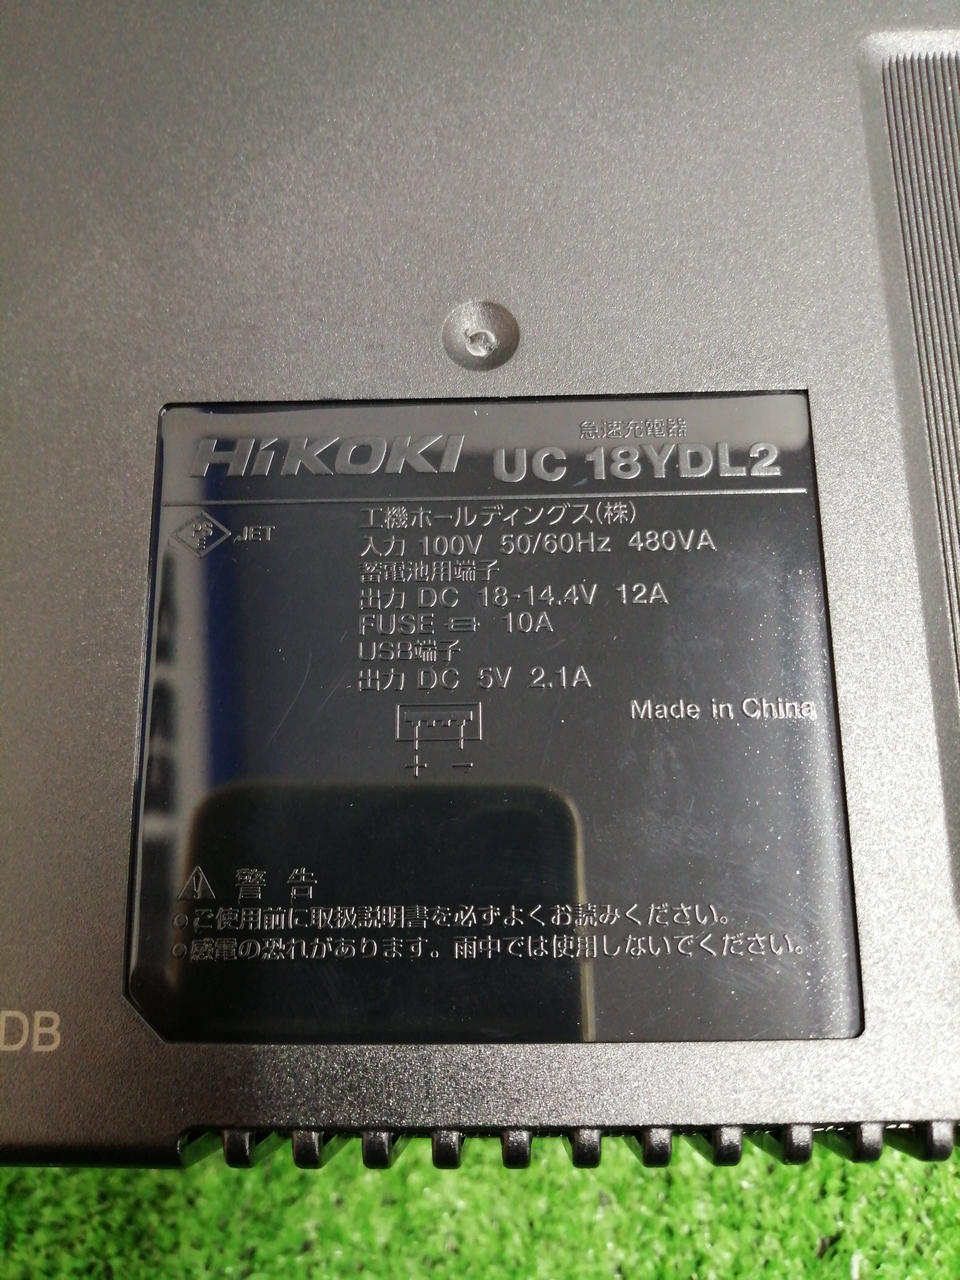 急速充電器
HiKOKI UC 18YDL2
PS E JET
工機ホールディングス(株)
入力 100V 50/60Hz 480VA
蓄電池用端子
出力 DC 18-14.4V 12A
FUSE 10A
USB端子
出力 DC 5V 2.1A
Made in China
+ −
警 告
●ご使用前に取扱説明書を必ずよくお読みください。
●感電の恐れがあります。雨中では使用しないでください。
DB